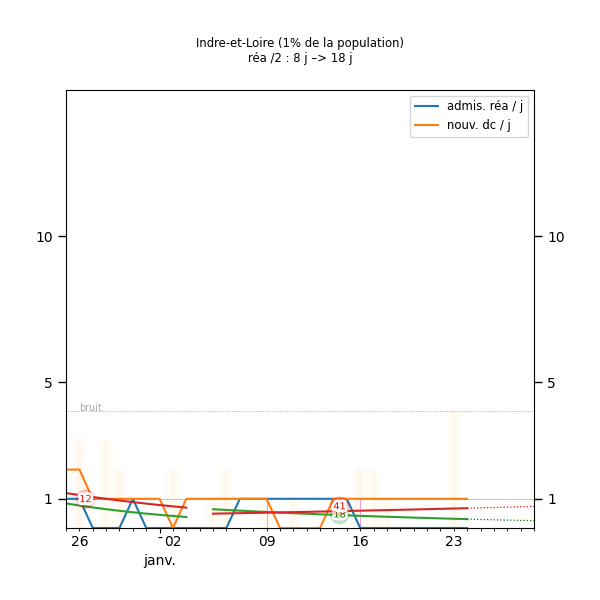 Indre-et-Loire (1% de la population)
réa /2 : 8 j –> 18 j
admis. réa / j
nouv. dc / j
10
10
5
5
bruit
1
1
12
41
18
26
02
09
16
23
janv.